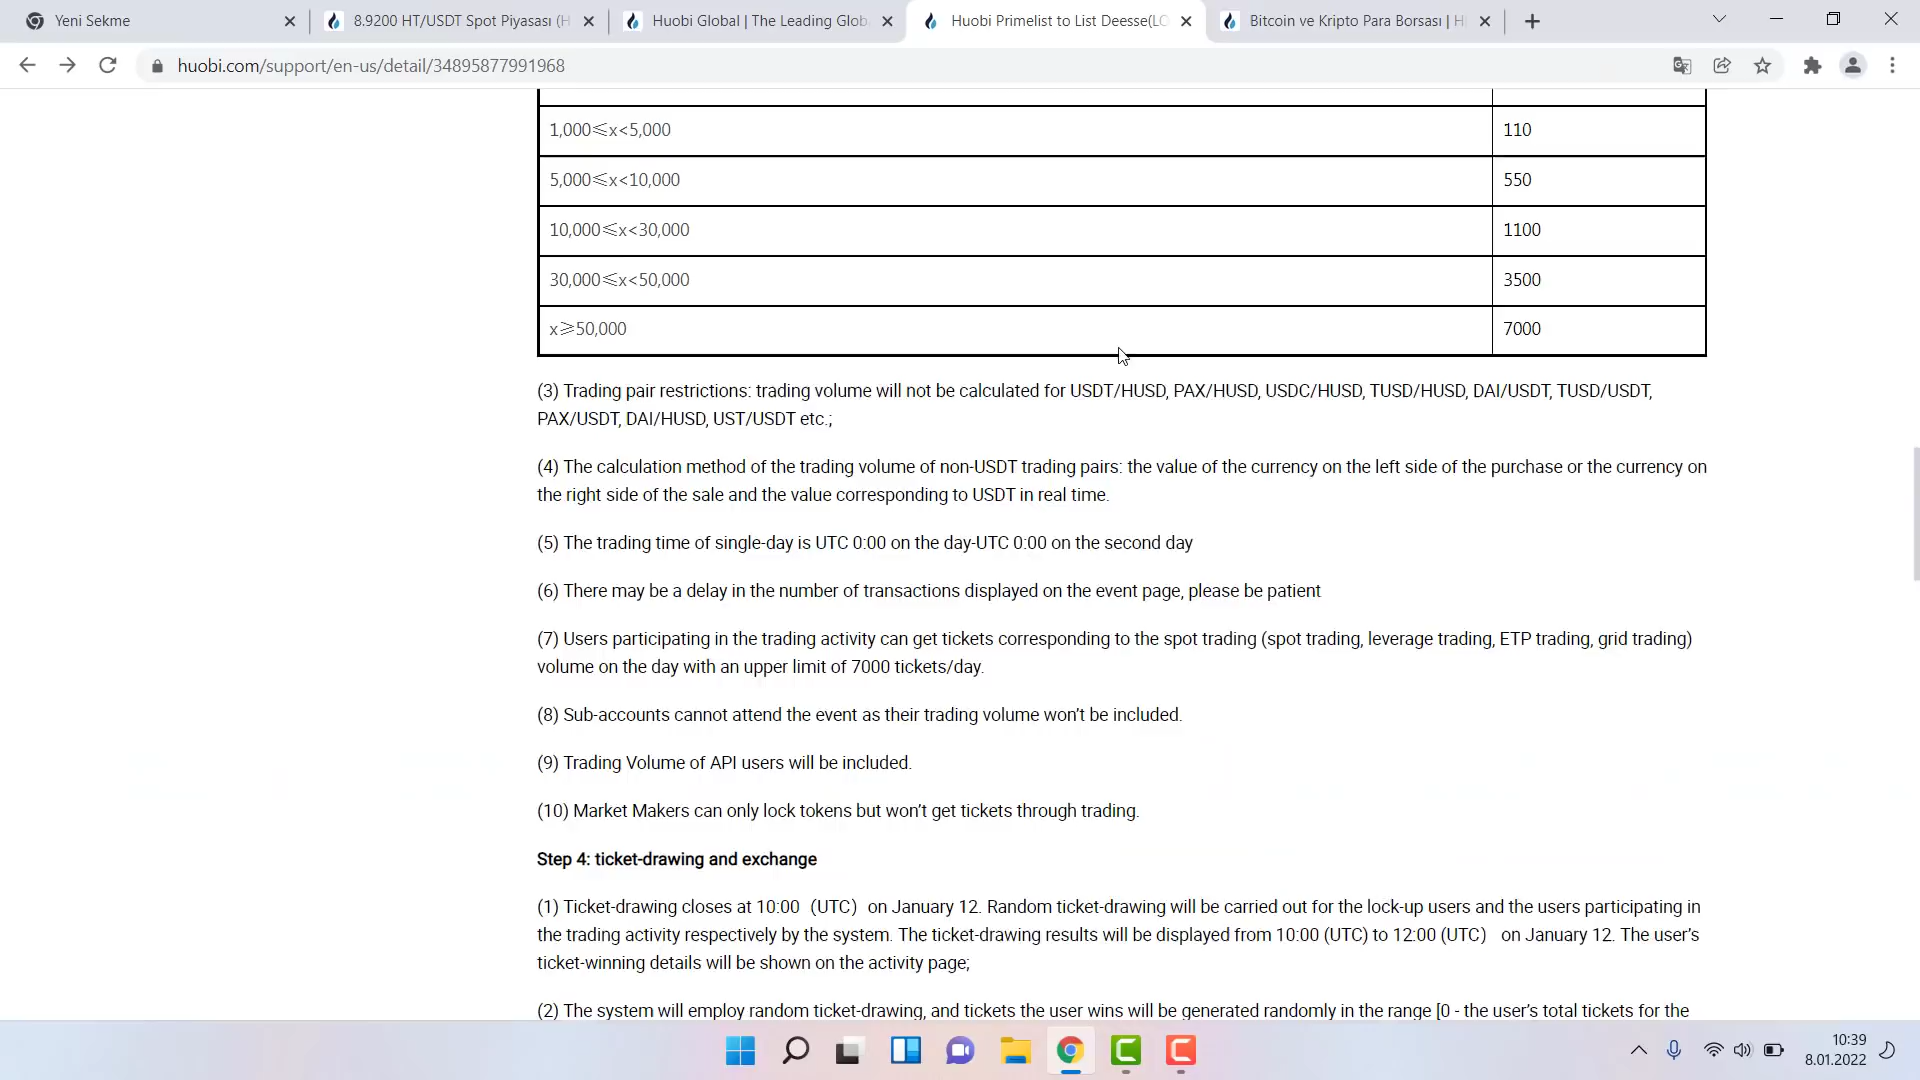 Yeni Sekme
8.9200 HT/USDT Spot Piyasası (H
Huobi Global | The Leading Glob
Huobi Primelist to List Deesse(LO
Bitcoin ve Kripto Para Borsası | H
huobi.com/support/en-us/detail/34895877991968
1,000≤x<5,000 110
5,000≤x<10,000 550
10,000≤x<30,000 1100
30,000≤x<50,000 3500
x≥50,000 7000
(3) Trading pair restrictions: trading volume will not be calculated for USDT/HUSD, PAX/HUSD, USDC/HUSD, TUSD/HUSD, DAI/USDT, TUSD/USDT,
PAX/USDT, DAI/HUSD, UST/USDT etc.;
(4) The calculation method of the trading volume of non-USDT trading pairs: the value of the currency on the left side of the purchase or the currency on
the right side of the sale and the value corresponding to USDT in real time.
(5) The trading time of single-day is UTC 0:00 on the day-UTC 0:00 on the second day
(6) There may be a delay in the number of transactions displayed on the event page, please be patient
(7) Users participating in the trading activity can get tickets corresponding to the spot trading (spot trading, leverage trading, ETP trading, grid trading)
volume on the day with an upper limit of 7000 tickets/day.
(8) Sub-accounts cannot attend the event as their trading volume won’t be included.
(9) Trading Volume of API users will be included.
(10) Market Makers can only lock tokens but won’t get tickets through trading.
Step 4: ticket-drawing and exchange
(1) Ticket-drawing closes at 10:00 (UTC) on January 12. Random ticket-drawing will be carried out for the lock-up users and the users participating in
the trading activity respectively by the system. The ticket-drawing results will be displayed from 10:00 (UTC) to 12:00 (UTC) on January 12. The user’s
ticket-winning details will be shown on the activity page;
(2) The system will employ random ticket-drawing, and tickets the user wins will be generated randomly in the range [0 - the user’s total tickets for the
10:39
8.01.2022